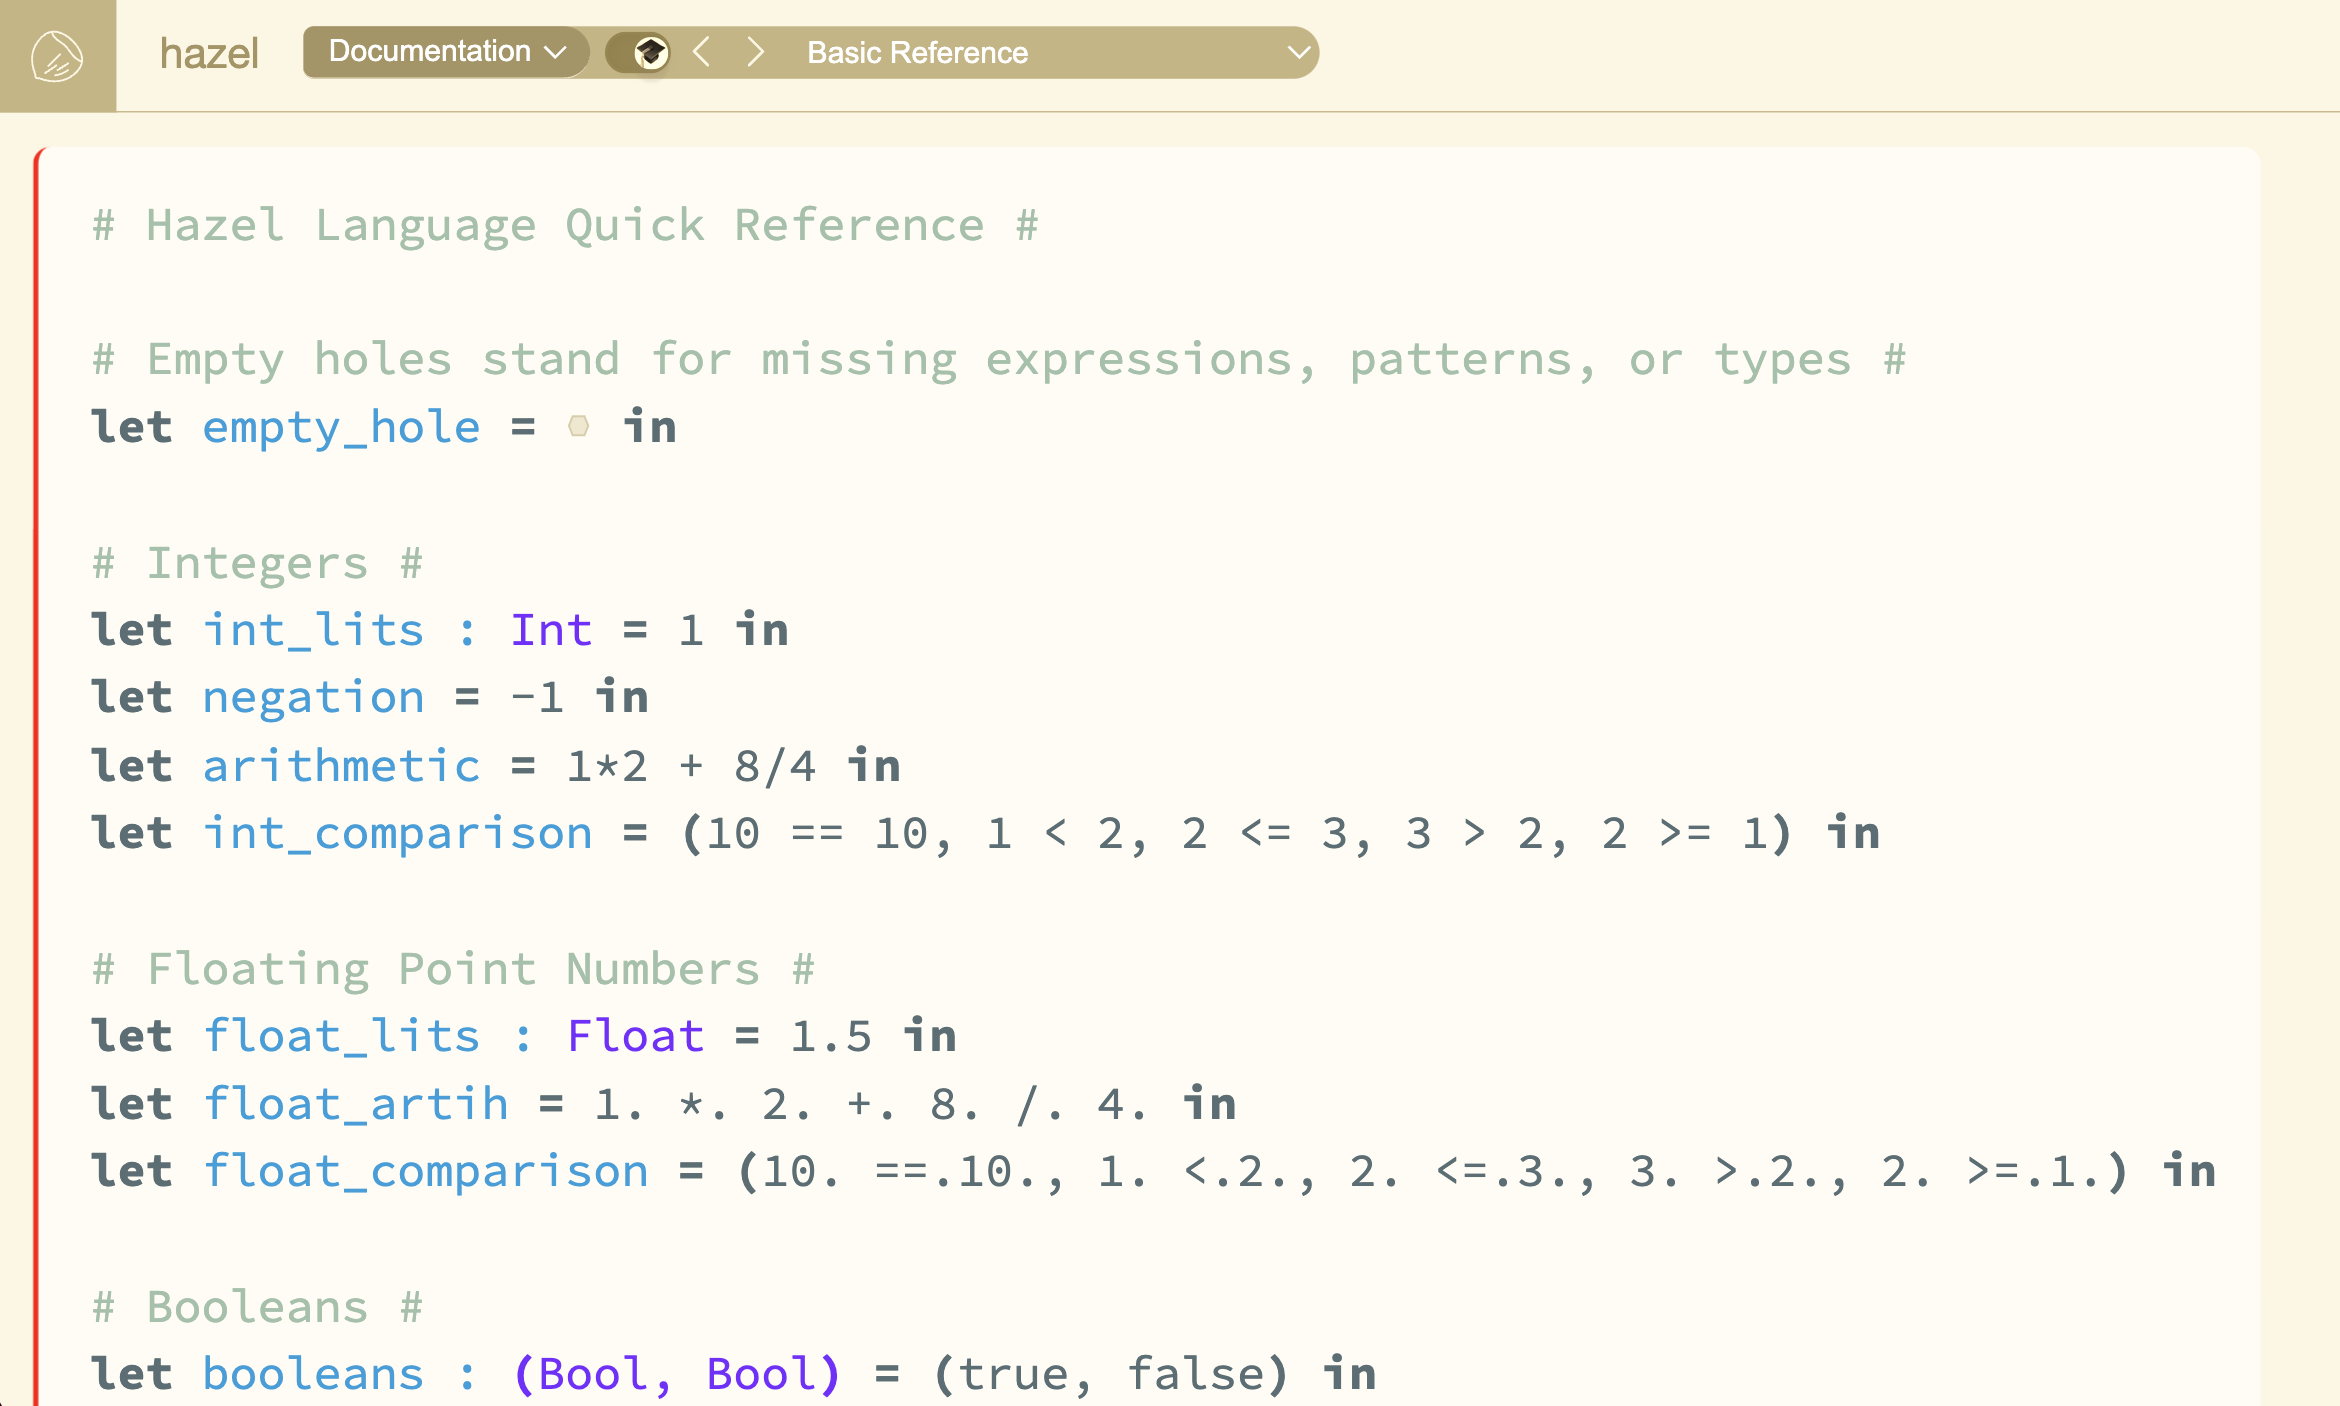 hazel Documentation Basic Reference
# Hazel Language Quick Reference #
# Empty holes stand for missing expressions, patterns, or types #
let empty_hole = in
# Integers #
let int_lits : Int = 1 in
let negation = -1 in
let arithmetic = 1*2 + 8/4 in
let int_comparison = (10 == 10, 1 < 2, 2 <= 3, 3 > 2, 2 >= 1) in
# Floating Point Numbers #
let float_lits : Float = 1.5 in
let float_artih = 1. *. 2. +. 8. /. 4. in
let float_comparison = (10. ==.10., 1. <.2., 2. <=.3., 3. >.2., 2. >=.1.) in
# Booleans #
let booleans : (Bool, Bool) = (true, false) in